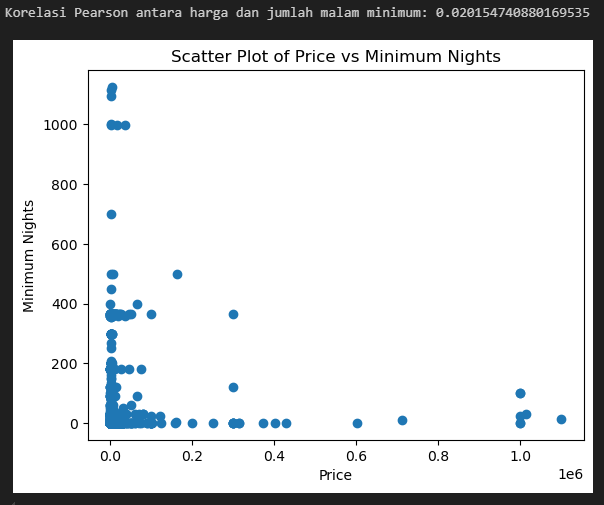 Korelasi Pearson antara harga dan jumlah malam minimum: 0.020154740880169535
Scatter Plot of Price vs Minimum Nights
Minimum Nights
1000
800
600
400
200
0
0.0 0.2 0.4 0.6 0.8 1.0
1e6
Price